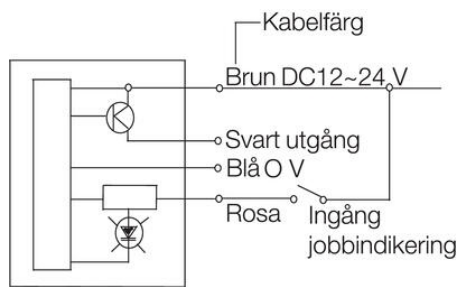 Kabelfärg
Brun DC12~24 V
Svart utgång
Blå O V
Rosa
Ingång
jobbindikering